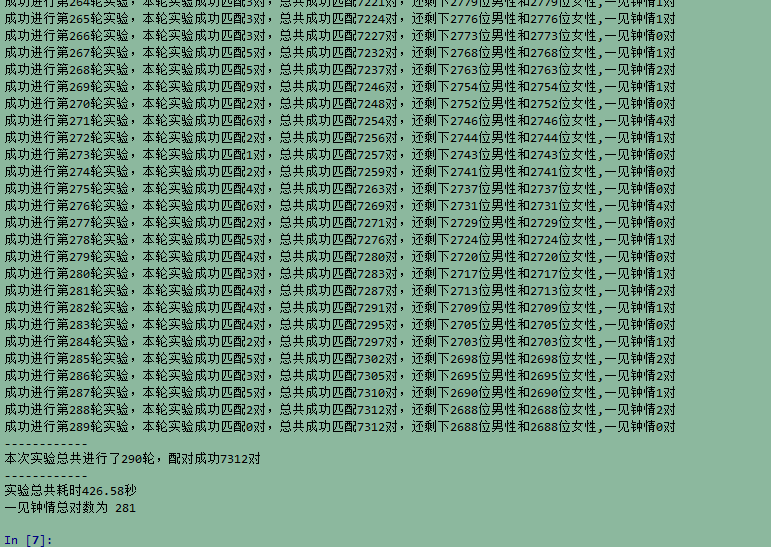 成功进行第264轮实验，本轮实验成功匹配3对，总共成功匹配7221对，还剩下2779位男性和2779位女性,一见钟情1对
成功进行第265轮实验，本轮实验成功匹配3对，总共成功匹配7224对，还剩下2776位男性和2776位女性,一见钟情1对
成功进行第266轮实验，本轮实验成功匹配3对，总共成功匹配7227对，还剩下2773位男性和2773位女性,一见钟情0对
成功进行第267轮实验，本轮实验成功匹配5对，总共成功匹配7232对，还剩下2768位男性和2768位女性,一见钟情1对
成功进行第268轮实验，本轮实验成功匹配5对，总共成功匹配7237对，还剩下2763位男性和2763位女性,一见钟情2对
成功进行第269轮实验，本轮实验成功匹配9对，总共成功匹配7246对，还剩下2754位男性和2754位女性,一见钟情1对
成功进行第270轮实验，本轮实验成功匹配2对，总共成功匹配7248对，还剩下2752位男性和2752位女性,一见钟情0对
成功进行第271轮实验，本轮实验成功匹配6对，总共成功匹配7254对，还剩下2746位男性和2746位女性,一见钟情4对
成功进行第272轮实验，本轮实验成功匹配2对，总共成功匹配7256对，还剩下2744位男性和2744位女性,一见钟情1对
成功进行第273轮实验，本轮实验成功匹配1对，总共成功匹配7257对，还剩下2743位男性和2743位女性,一见钟情0对
成功进行第274轮实验，本轮实验成功匹配2对，总共成功匹配7259对，还剩下2741位男性和2741位女性,一见钟情0对
成功进行第275轮实验，本轮实验成功匹配4对，总共成功匹配7263对，还剩下2737位男性和2737位女性,一见钟情0对
成功进行第276轮实验，本轮实验成功匹配6对，总共成功匹配7269对，还剩下2731位男性和2731位女性,一见钟情4对
成功进行第277轮实验，本轮实验成功匹配2对，总共成功匹配7271对，还剩下2729位男性和2729位女性,一见钟情0对
成功进行第278轮实验，本轮实验成功匹配5对，总共成功匹配7276对，还剩下2724位男性和2724位女性,一见钟情1对
成功进行第279轮实验，本轮实验成功匹配4对，总共成功匹配7280对，还剩下2720位男性和2720位女性,一见钟情0对
成功进行第280轮实验，本轮实验成功匹配3对，总共成功匹配7283对，还剩下2717位男性和2717位女性,一见钟情1对
成功进行第281轮实验，本轮实验成功匹配4对，总共成功匹配7287对，还剩下2713位男性和2713位女性,一见钟情2对
成功进行第282轮实验，本轮实验成功匹配4对，总共成功匹配7291对，还剩下2709位男性和2709位女性,一见钟情1对
成功进行第283轮实验，本轮实验成功匹配4对，总共成功匹配7295对，还剩下2705位男性和2705位女性,一见钟情0对
成功进行第284轮实验，本轮实验成功匹配2对，总共成功匹配7297对，还剩下2703位男性和2703位女性,一见钟情1对
成功进行第285轮实验，本轮实验成功匹配5对，总共成功匹配7302对，还剩下2698位男性和2698位女性,一见钟情2对
成功进行第286轮实验，本轮实验成功匹配3对，总共成功匹配7305对，还剩下2695位男性和2695位女性,一见钟情2对
成功进行第287轮实验，本轮实验成功匹配5对，总共成功匹配7310对，还剩下2690位男性和2690位女性,一见钟情1对
成功进行第288轮实验，本轮实验成功匹配2对，总共成功匹配7312对，还剩下2688位男性和2688位女性,一见钟情2对
成功进行第289轮实验，本轮实验成功匹配0对，总共成功匹配7312对，还剩下2688位男性和2688位女性,一见钟情0对
------------
本次实验总共进行了290轮，配对成功7312对
------------
实验总共耗时426.58秒
一见钟情总对数为 281
In [7]: